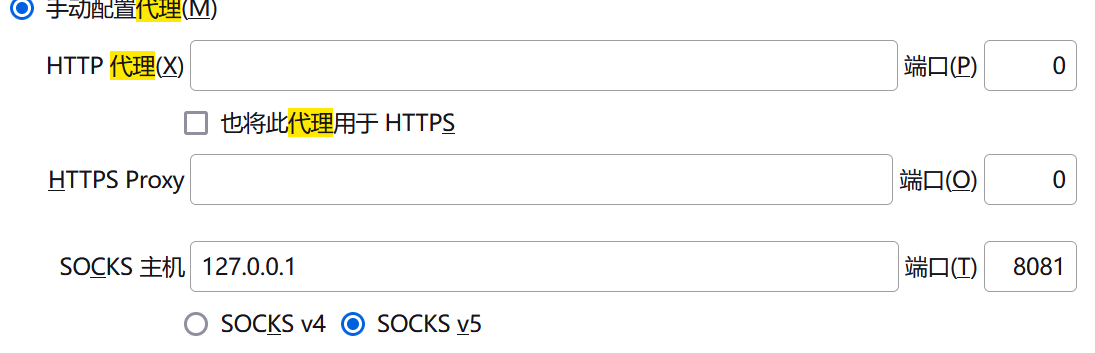 手动配置代理(M)
HTTP 代理(X) 端口(P) 0
也将此代理用于 HTTPS
HTTPS Proxy 端口(O) 0
SOCKS 主机 127.0.0.1 端口(T) 8081
SOCKS v4 SOCKS v5